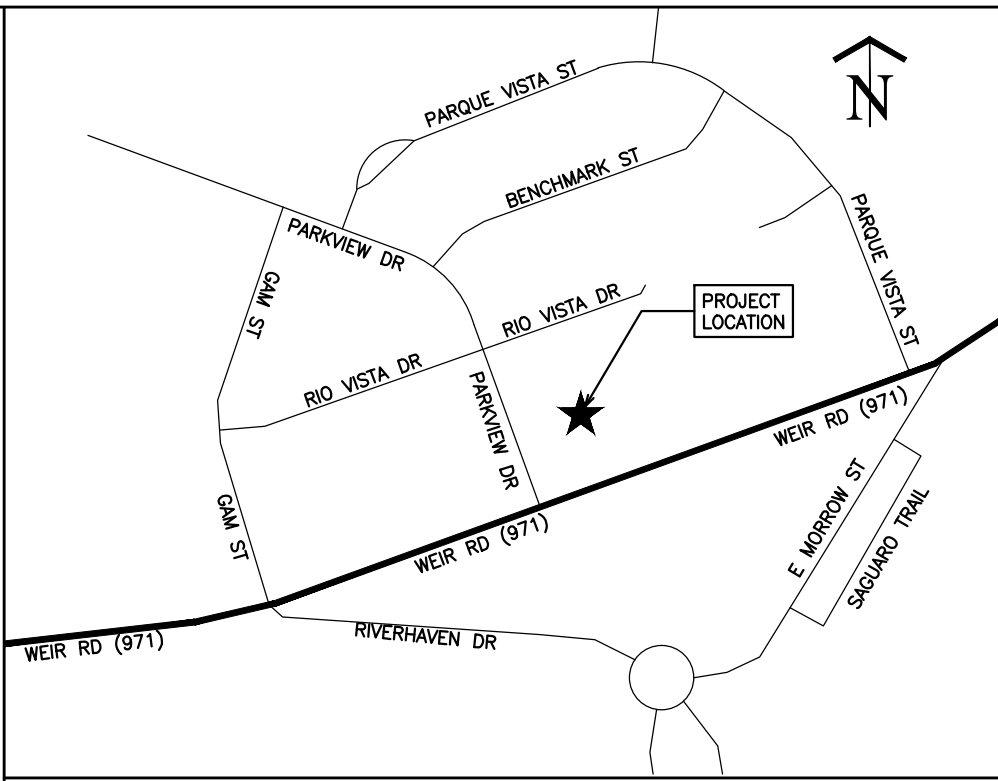 PARQUE VISTA ST
N
BENCHMARK ST
PARKVIEW DR
PARQUE VISTA ST
GAM ST
RIO VISTA DR
PROJECT
LOCATION
RIO VISTA DR
PARKVIEW DR
WEIR RD (971)
GAM ST
WEIR RD (971)
E MORROW ST
SAGUARO TRAIL
RIVERHAVEN DR
WEIR RD (971)